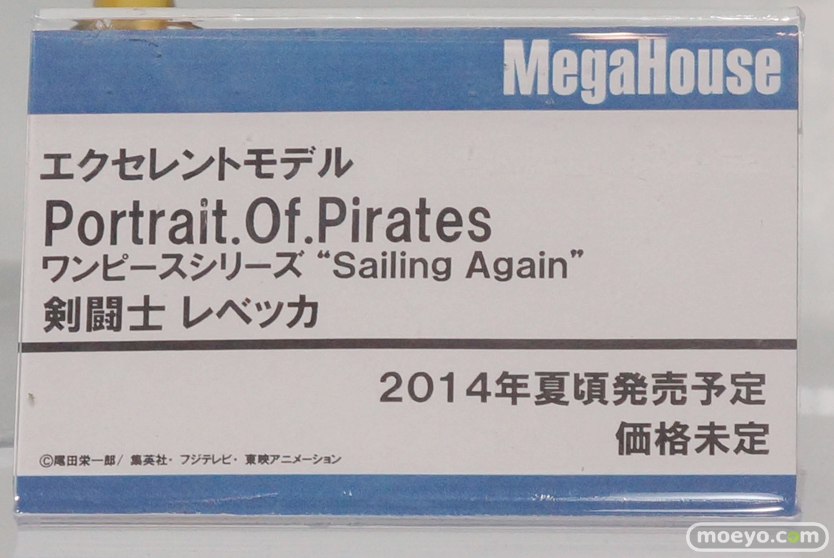 MegaHouse
エクセレントモデル
Portrait.Of.Pirates
ワンピースシリーズ “Sailing Again”
剣闘士 レベッカ
2014年夏頃発売予定
価格未定
©尾田栄一郎/ 集英社・ フジテレビ・ 東映アニメーション
moeyo.com